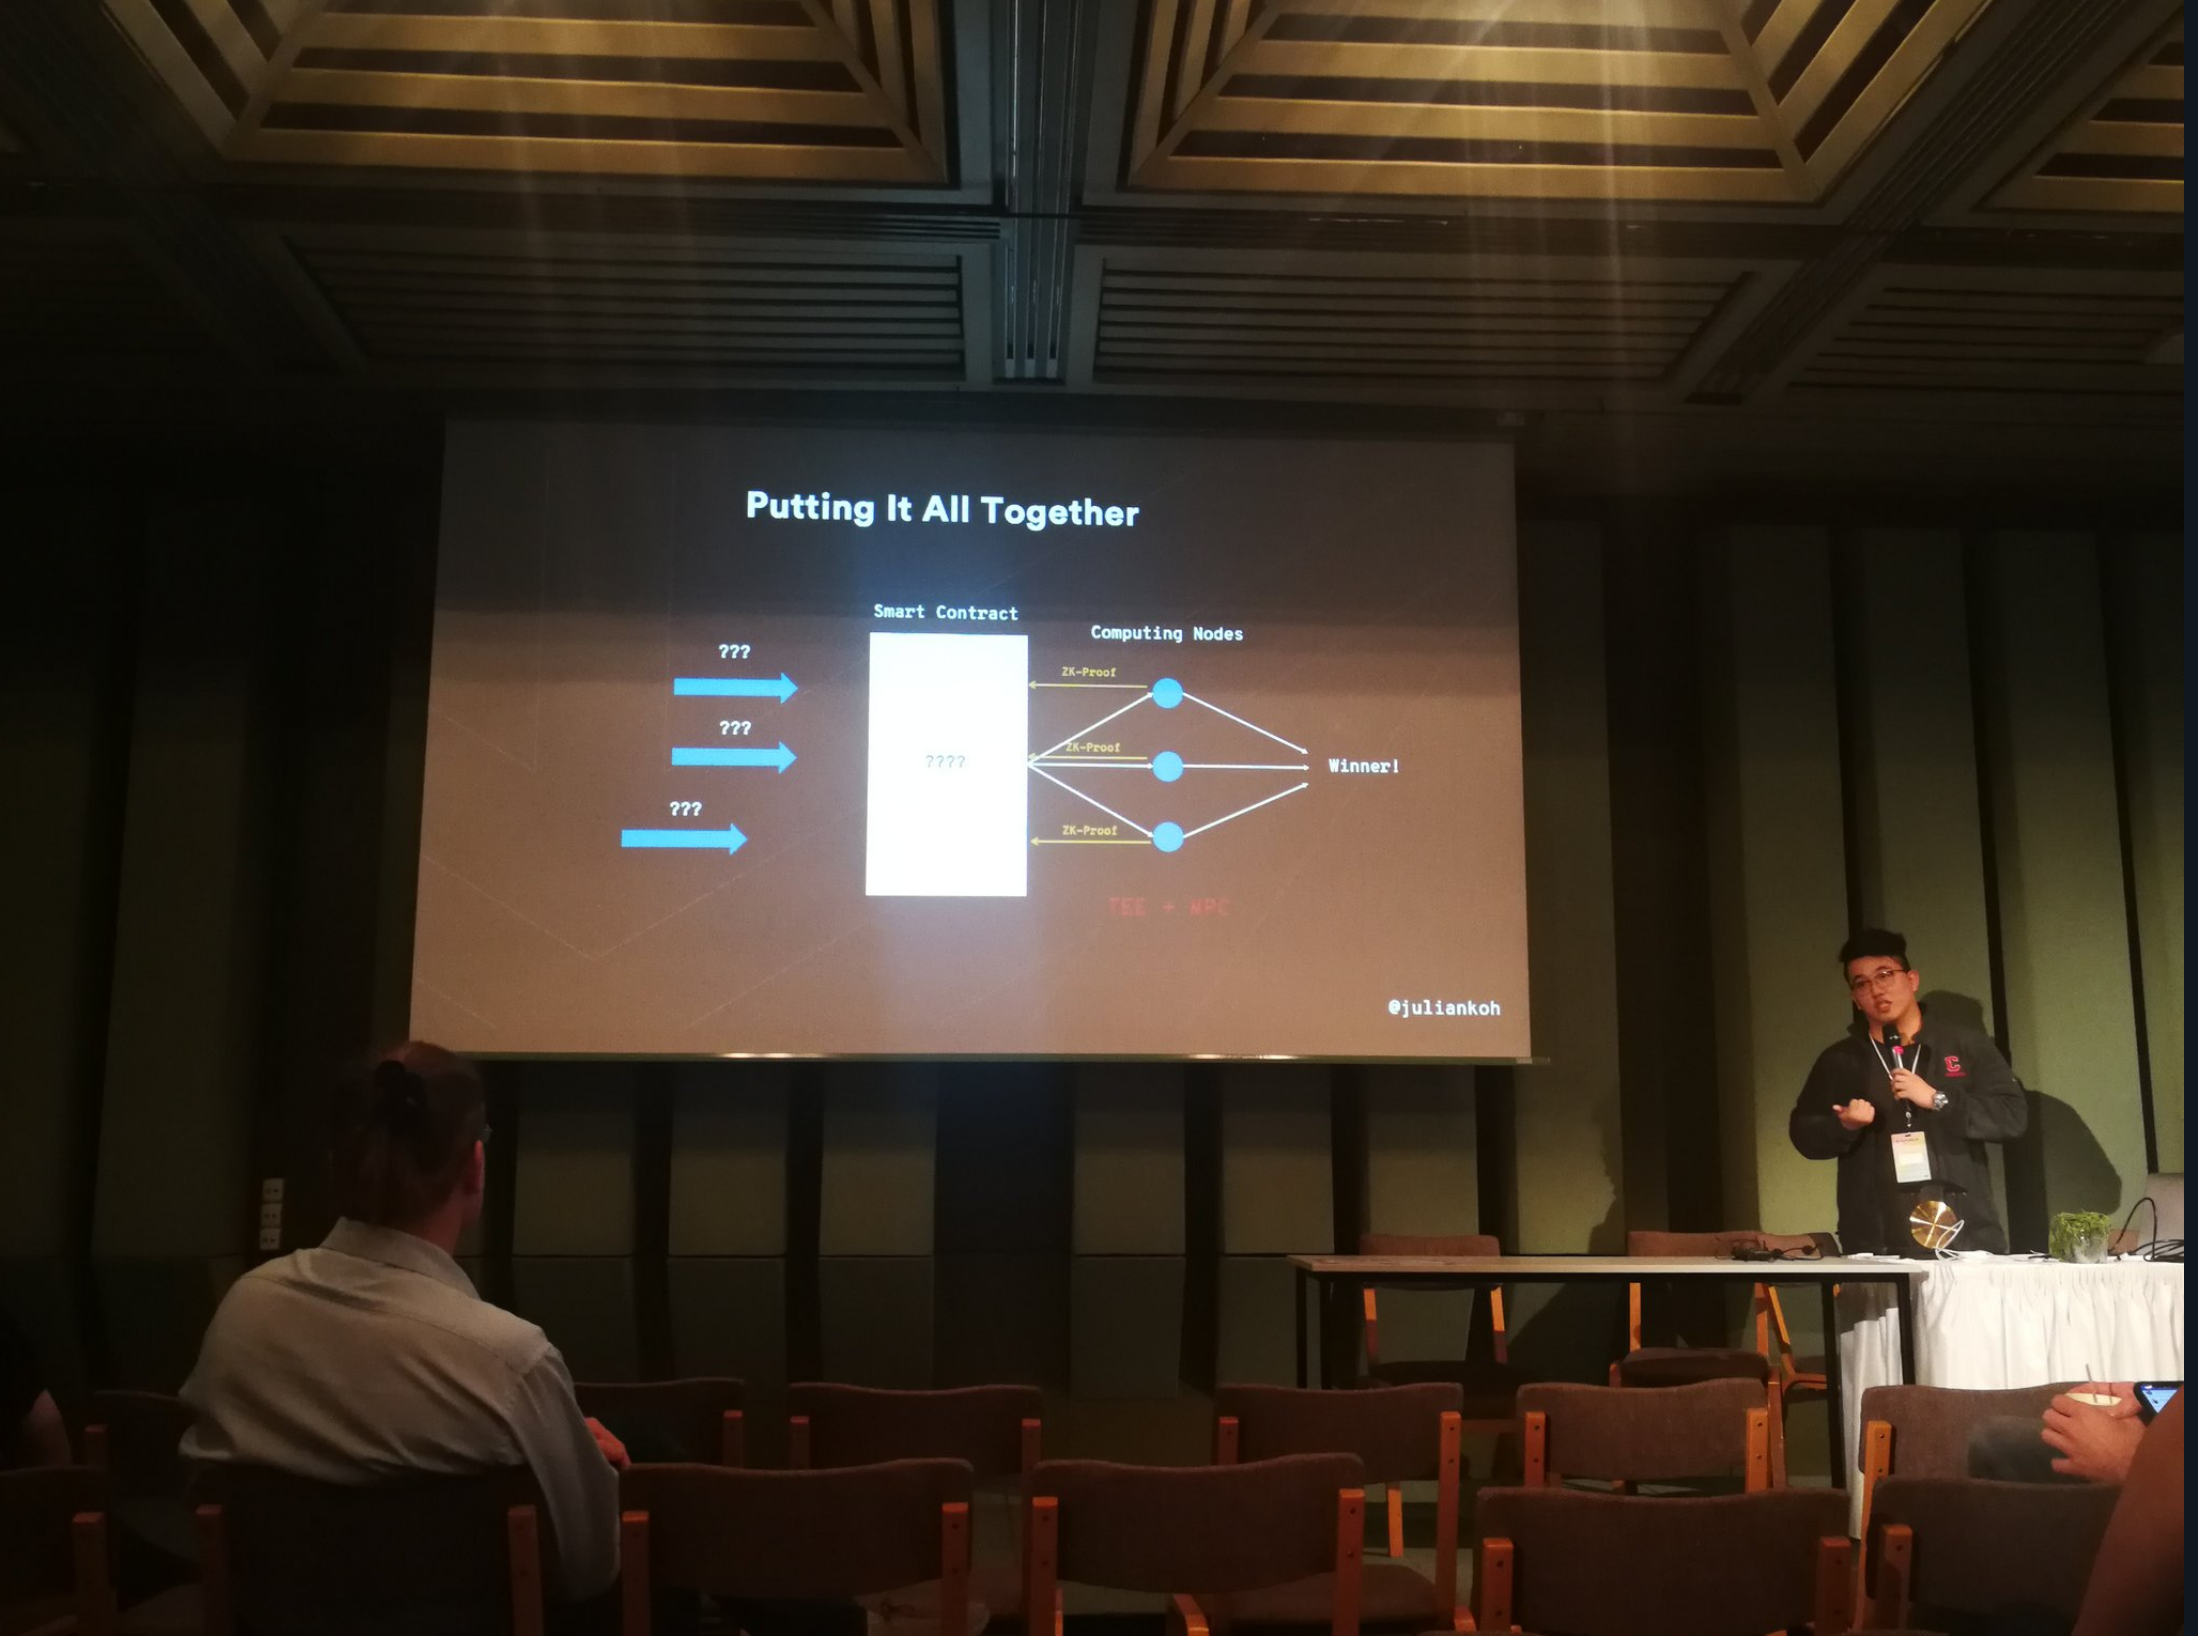 Putting It All Together
Smart Contract
Computing Nodes
???
ZK-Proof
???
ZK-Proof
????
Winner!
???
ZK-Proof
TEE + MPC
@juliankoh
C